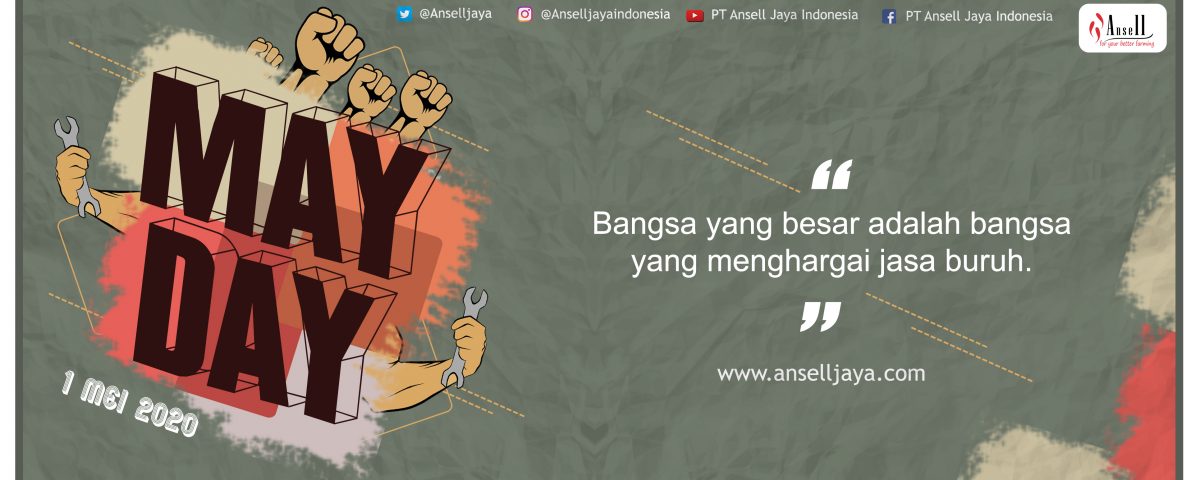 @Anselljaya
@Anselljayaindonesia
PT Ansell Jaya Indonesia
PT Ansell Jaya Indonesia
Ansell
for your better farming
MAY
DAY
1 MEI 2020
“
Bangsa yang besar adalah bangsa
yang menghargai jasa buruh.
”
www.anselljaya.com